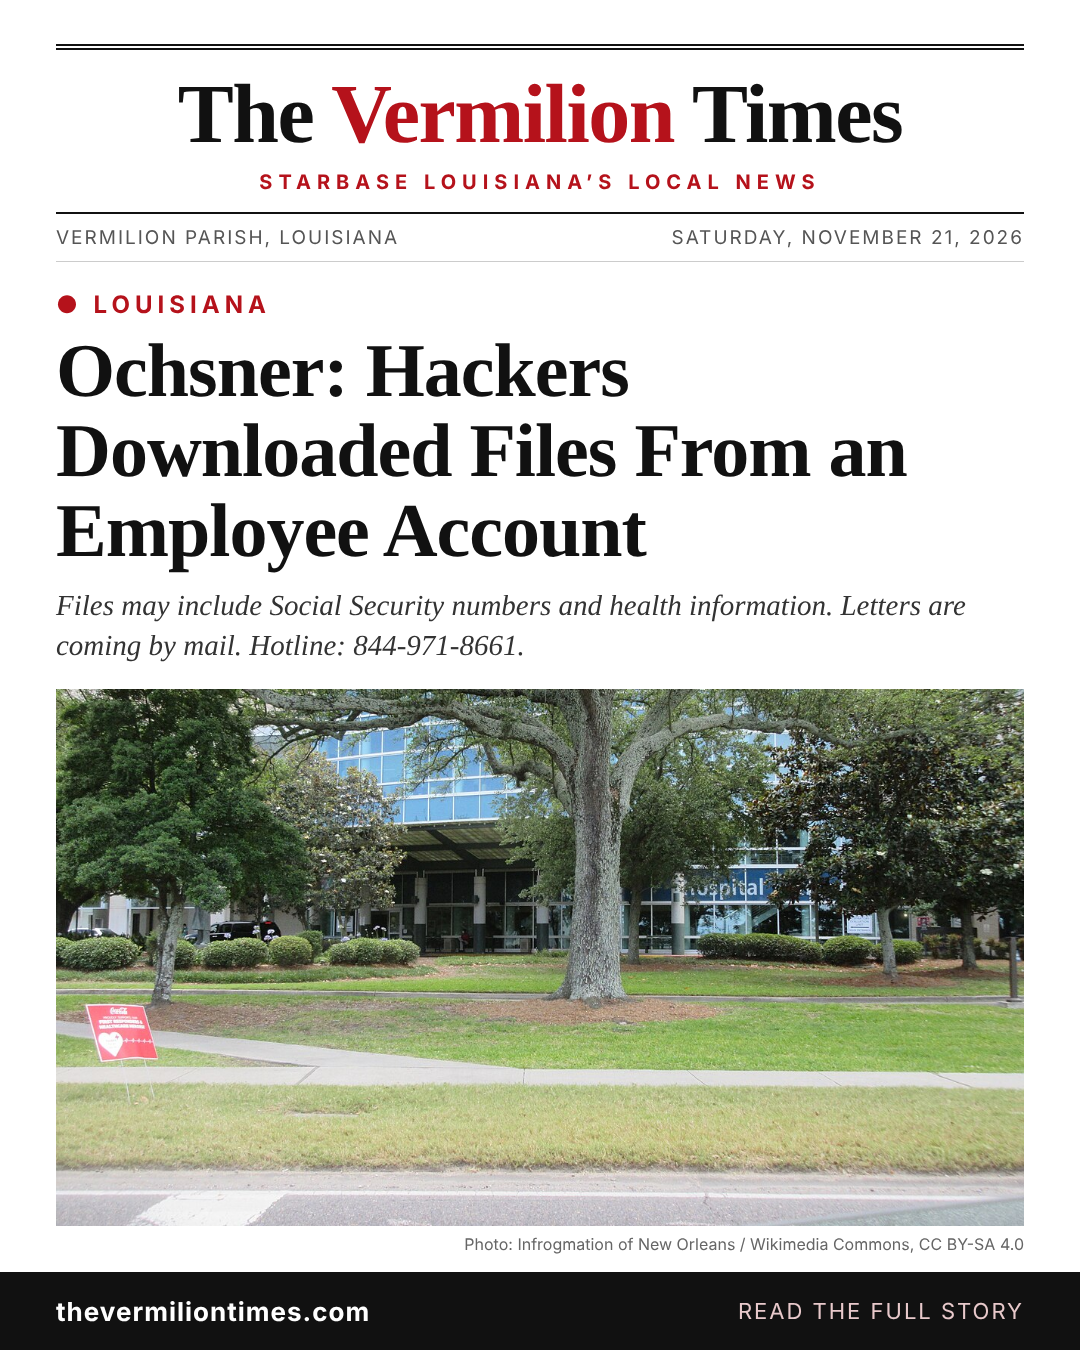 The Vermilion Times
STARBASE LOUISIANA’S LOCAL NEWS
VERMILION PARISH, LOUISIANA
SATURDAY, NOVEMBER 21, 2026
LOUISIANA
Ochsner: Hackers
Downloaded Files From an
Employee Account
Files may include Social Security numbers and health information. Letters are
coming by mail. Hotline: 844-971-8661.
Hospital
Coca-Cola
Photo: Infrogmation of New Orleans / Wikimedia Commons, CC BY-SA 4.0
thevermiliontimes.com
READ THE FULL STORY